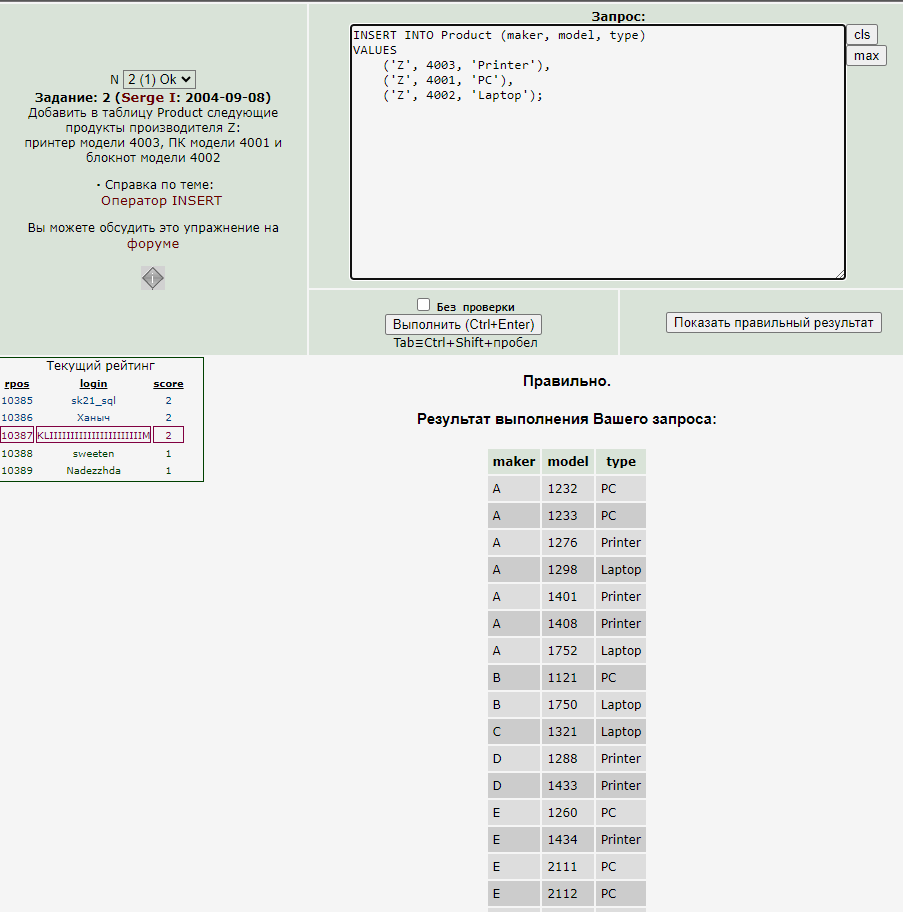 N 2 (1) Ok
Задание: 2 (Serge I: 2004-09-08)
Добавить в таблицу Product следующие
продукты производителя Z:
принтер модели 4003, ПК модели 4001 и
блокнот модели 4002
· Справка по теме:
Оператор INSERT
Вы можете обсудить это упражнение на
форуме
Запрос:
INSERT INTO Product (maker, model, type)
VALUES
('Z', 4003, 'Printer'),
('Z', 4001, 'PC'),
('Z', 4002, 'Laptop');
cls
max
Без проверки
Выполнить (Ctrl+Enter)
Tab≡Ctrl+Shift+пробел
Показать правильный результат
Текущий рейтинг
rpos login score
10385 sk21_sql 2
10386 Ханыч 2
10387 2
10388 sweeten 1
10389 Nadezzhda 1
Правильно.
Результат выполнения Вашего запроса:
maker model type
A 1232 PC
A 1233 PC
A 1276 Printer
A 1298 Laptop
A 1401 Printer
A 1408 Printer
A 1752 Laptop
B 1121 PC
B 1750 Laptop
C 1321 Laptop
D 1288 Printer
D 1433 Printer
E 1260 PC
E 1434 Printer
E 2111 PC
E 2112 PC